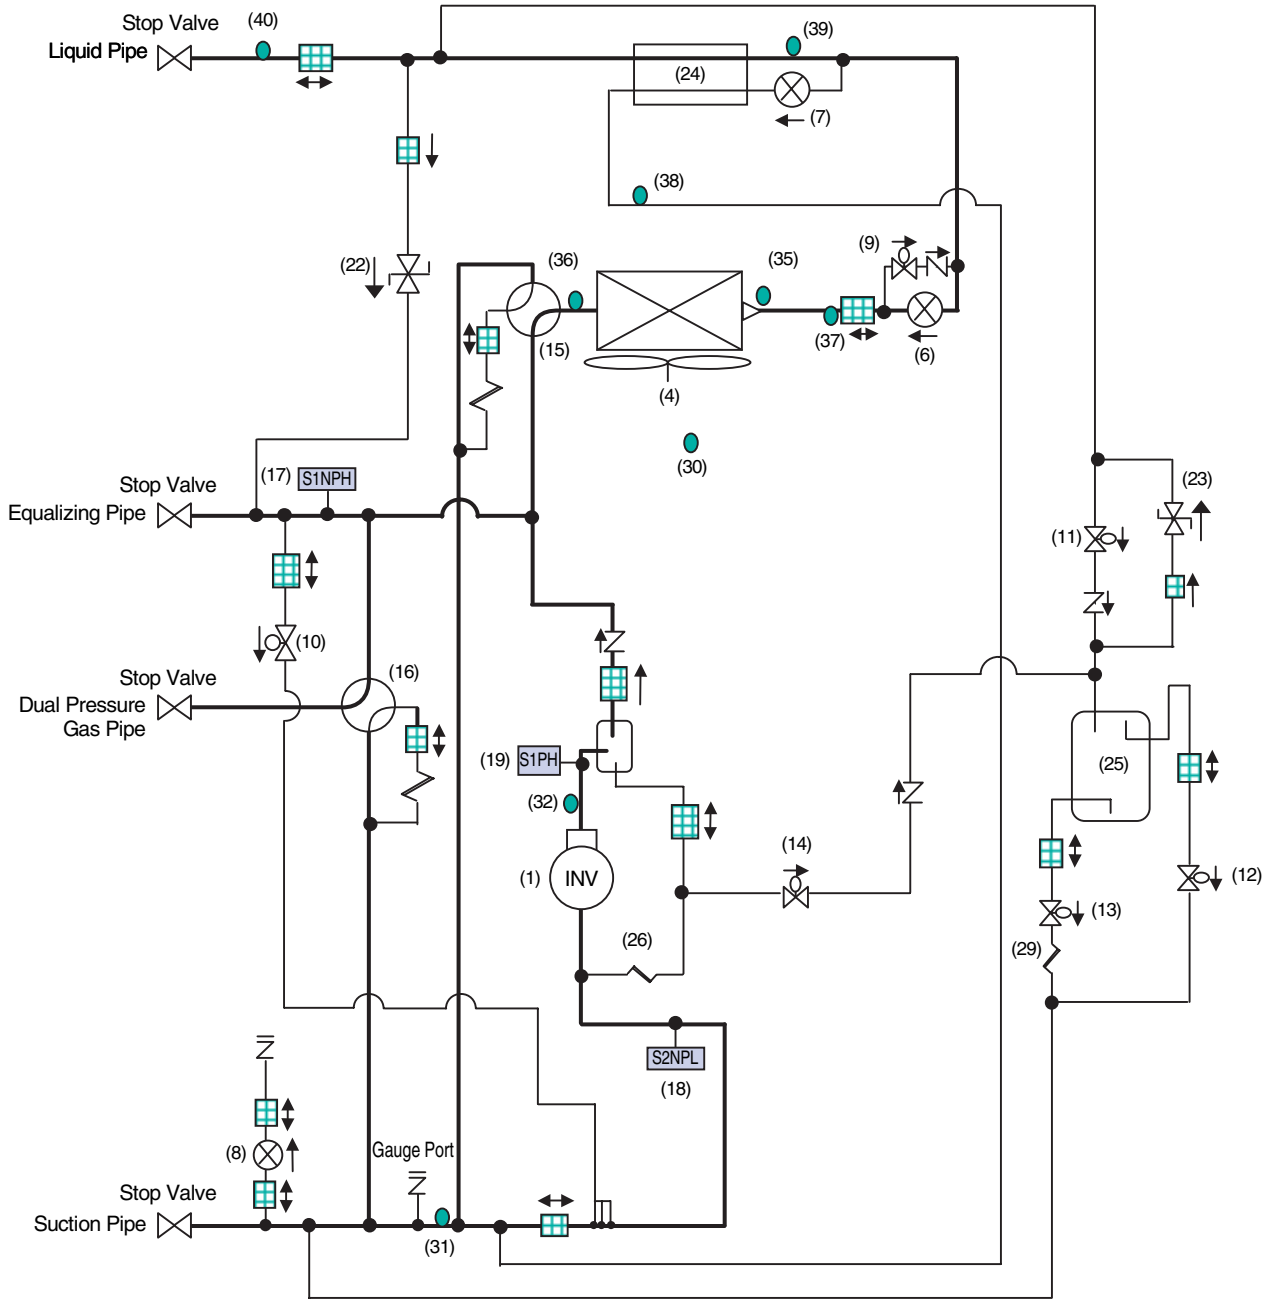 Stop Valve
Liquid Pipe
(40)
(39)
(24)
(7)
(38)
(22)
(36)
(35)
(9)
(15)
(37)
(6)
(4)
(30)
(17)
S1NPH
Stop Valve
Equalizing Pipe
(23)
(11)
(10)
(16)
Stop Valve
Dual Pressure
Gas Pipe
(19)
S1PH
(25)
(32)
(14)
(1)
INV
(12)
(13)
(26)
(29)
S2NPL
(18)
(8)
Gauge Port
Stop Valve
Suction Pipe
(31)